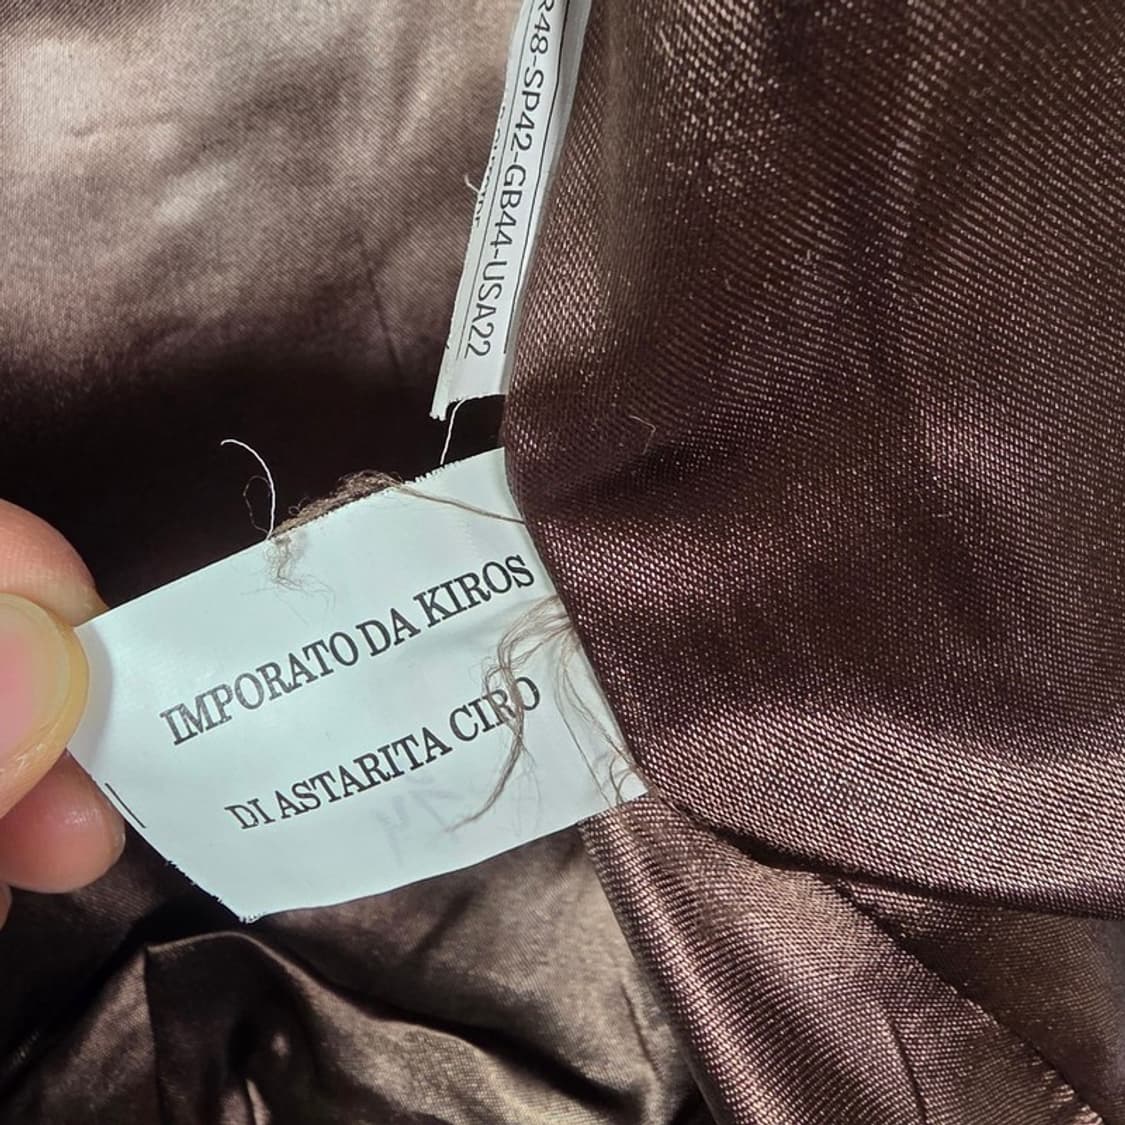 R48-SP42-GB44-USA22
IMPORATO DA KIROS
DI ASTARITA CIRO